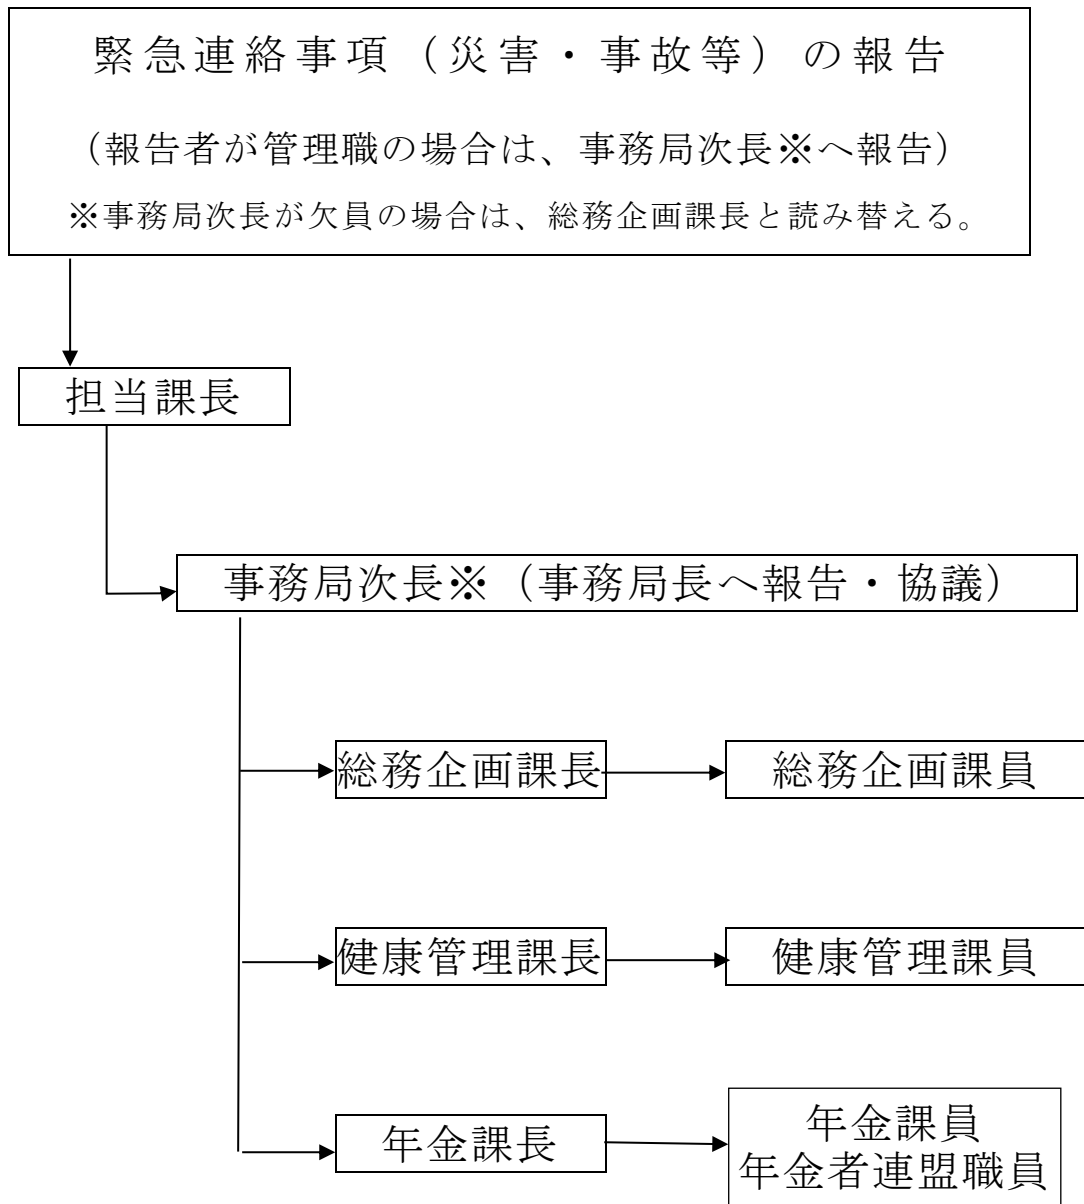 緊急連絡事項（災害・事故等）の報告
（報告者が管理職の場合は、事務局次長※へ報告）
※事務局次長が欠員の場合は、総務企画課長と読み替える。
担当課長
事務局次長※（事務局長へ報告・協議）
総務企画課長
総務企画課員
健康管理課長
健康管理課員
年金課長
年金課員
年金者連盟職員